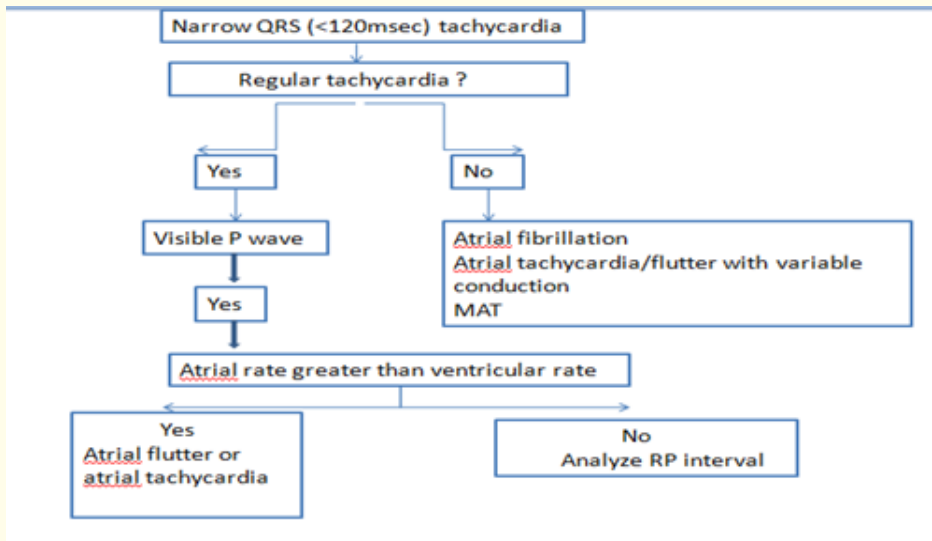 Narrow QRS (<120msec) tachycardia
Regular tachycardia ?
Yes
No
Visible P wave
Atrial fibrillation
Atrial tachycardia/flutter with variable
conduction
MAT
Yes
Atrial rate greater than ventricular rate
Yes
Atrial flutter or
atrial tachycardia
No
Analyze RP interval